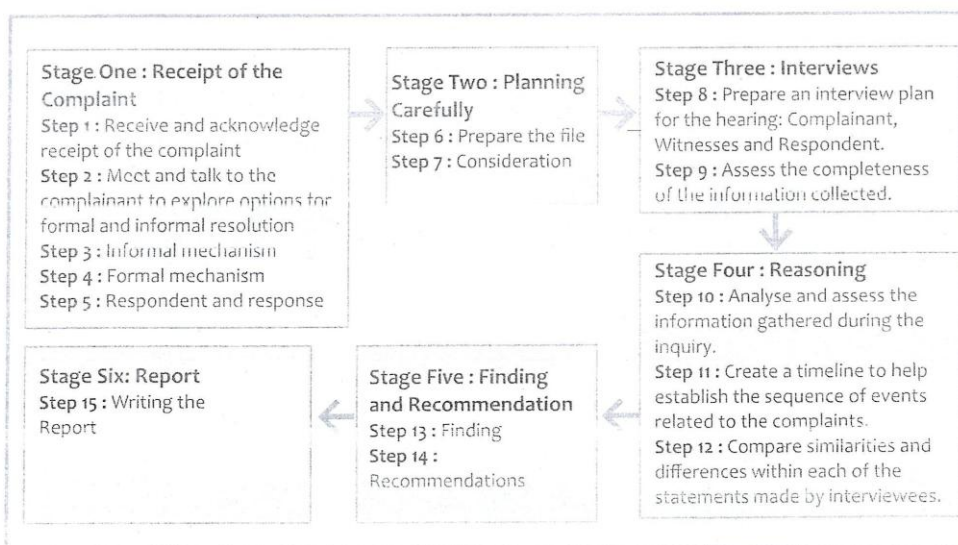 Stage One : Receipt of the
Complaint
Step 1 : Receive and acknowledge
receipt of the complaint
Step 2 : Meet and talk to the
complainant to explore options for
formal and informal resolution
Step 3 : Informal mechanism
Step 4 : Formal mechanism
Step 5 : Respondent and response
Stage Two : Planning
Carefully
Step 6 : Prepare the file
Step 7 : Consideration
Stage Three : Interviews
Step 8 : Prepare an interview plan
for the hearing: Complainant,
Witnesses and Respondent.
Step 9 : Assess the completeness
of the information collected.
Stage Four : Reasoning
Step 10 : Analyse and assess the
information gathered during the
inquiry.
Step 11 : Create a timeline to help
establish the sequence of events
related to the complaints.
Step 12 : Compare similarities and
differences within each of the
statements made by interviewees.
Stage Five : Finding
and Recommendation
Step 13 : Finding
Step 14 :
Recommendations
Stage Six: Report
Step 15 : Writing the
Report